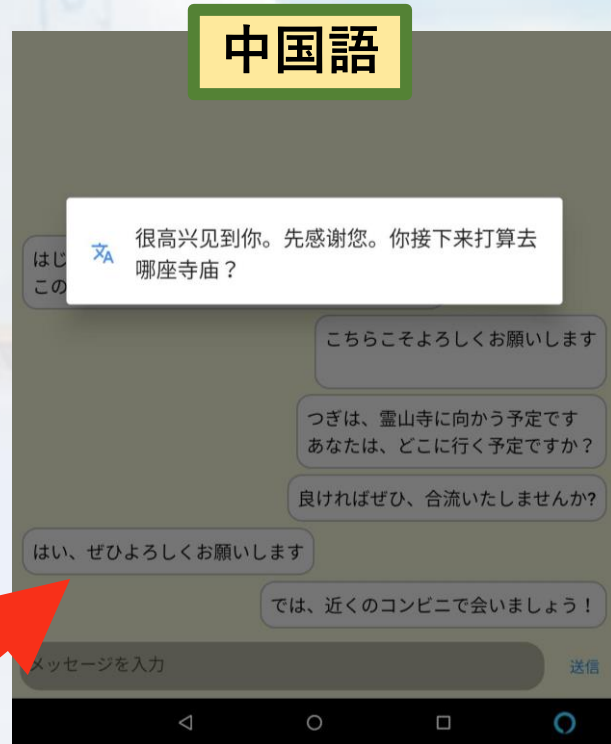 中国語
很高兴见到你。先感谢您。你接下来打算去
哪座寺庙？
はじ
この
こちらこそよろしくお願いします
つぎは、霊山寺に向かう予定です
あなたは、どこに行く予定ですか？
良ければぜひ、合流いたしませんか?
はい、ぜひよろしくお願いします
では、近くのコンビニで会いましょう！
メッセージを入力
送信